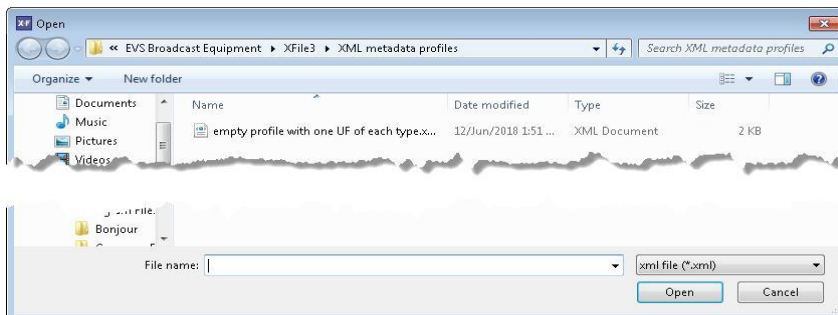 XF Open
« EVS Broadcast Equipment ▸ XFile3 ▸ XML metadata profiles Search XML metadata profiles
Organize New folder
Documents Name Date modified Type Size
Music
empty profile with one UF of each type.x... 12/Jun/2018 1:51 ... XML Document 2 KB
Pictures
Videos
Bonjour
File name: xml file (*.xml)
Open Cancel